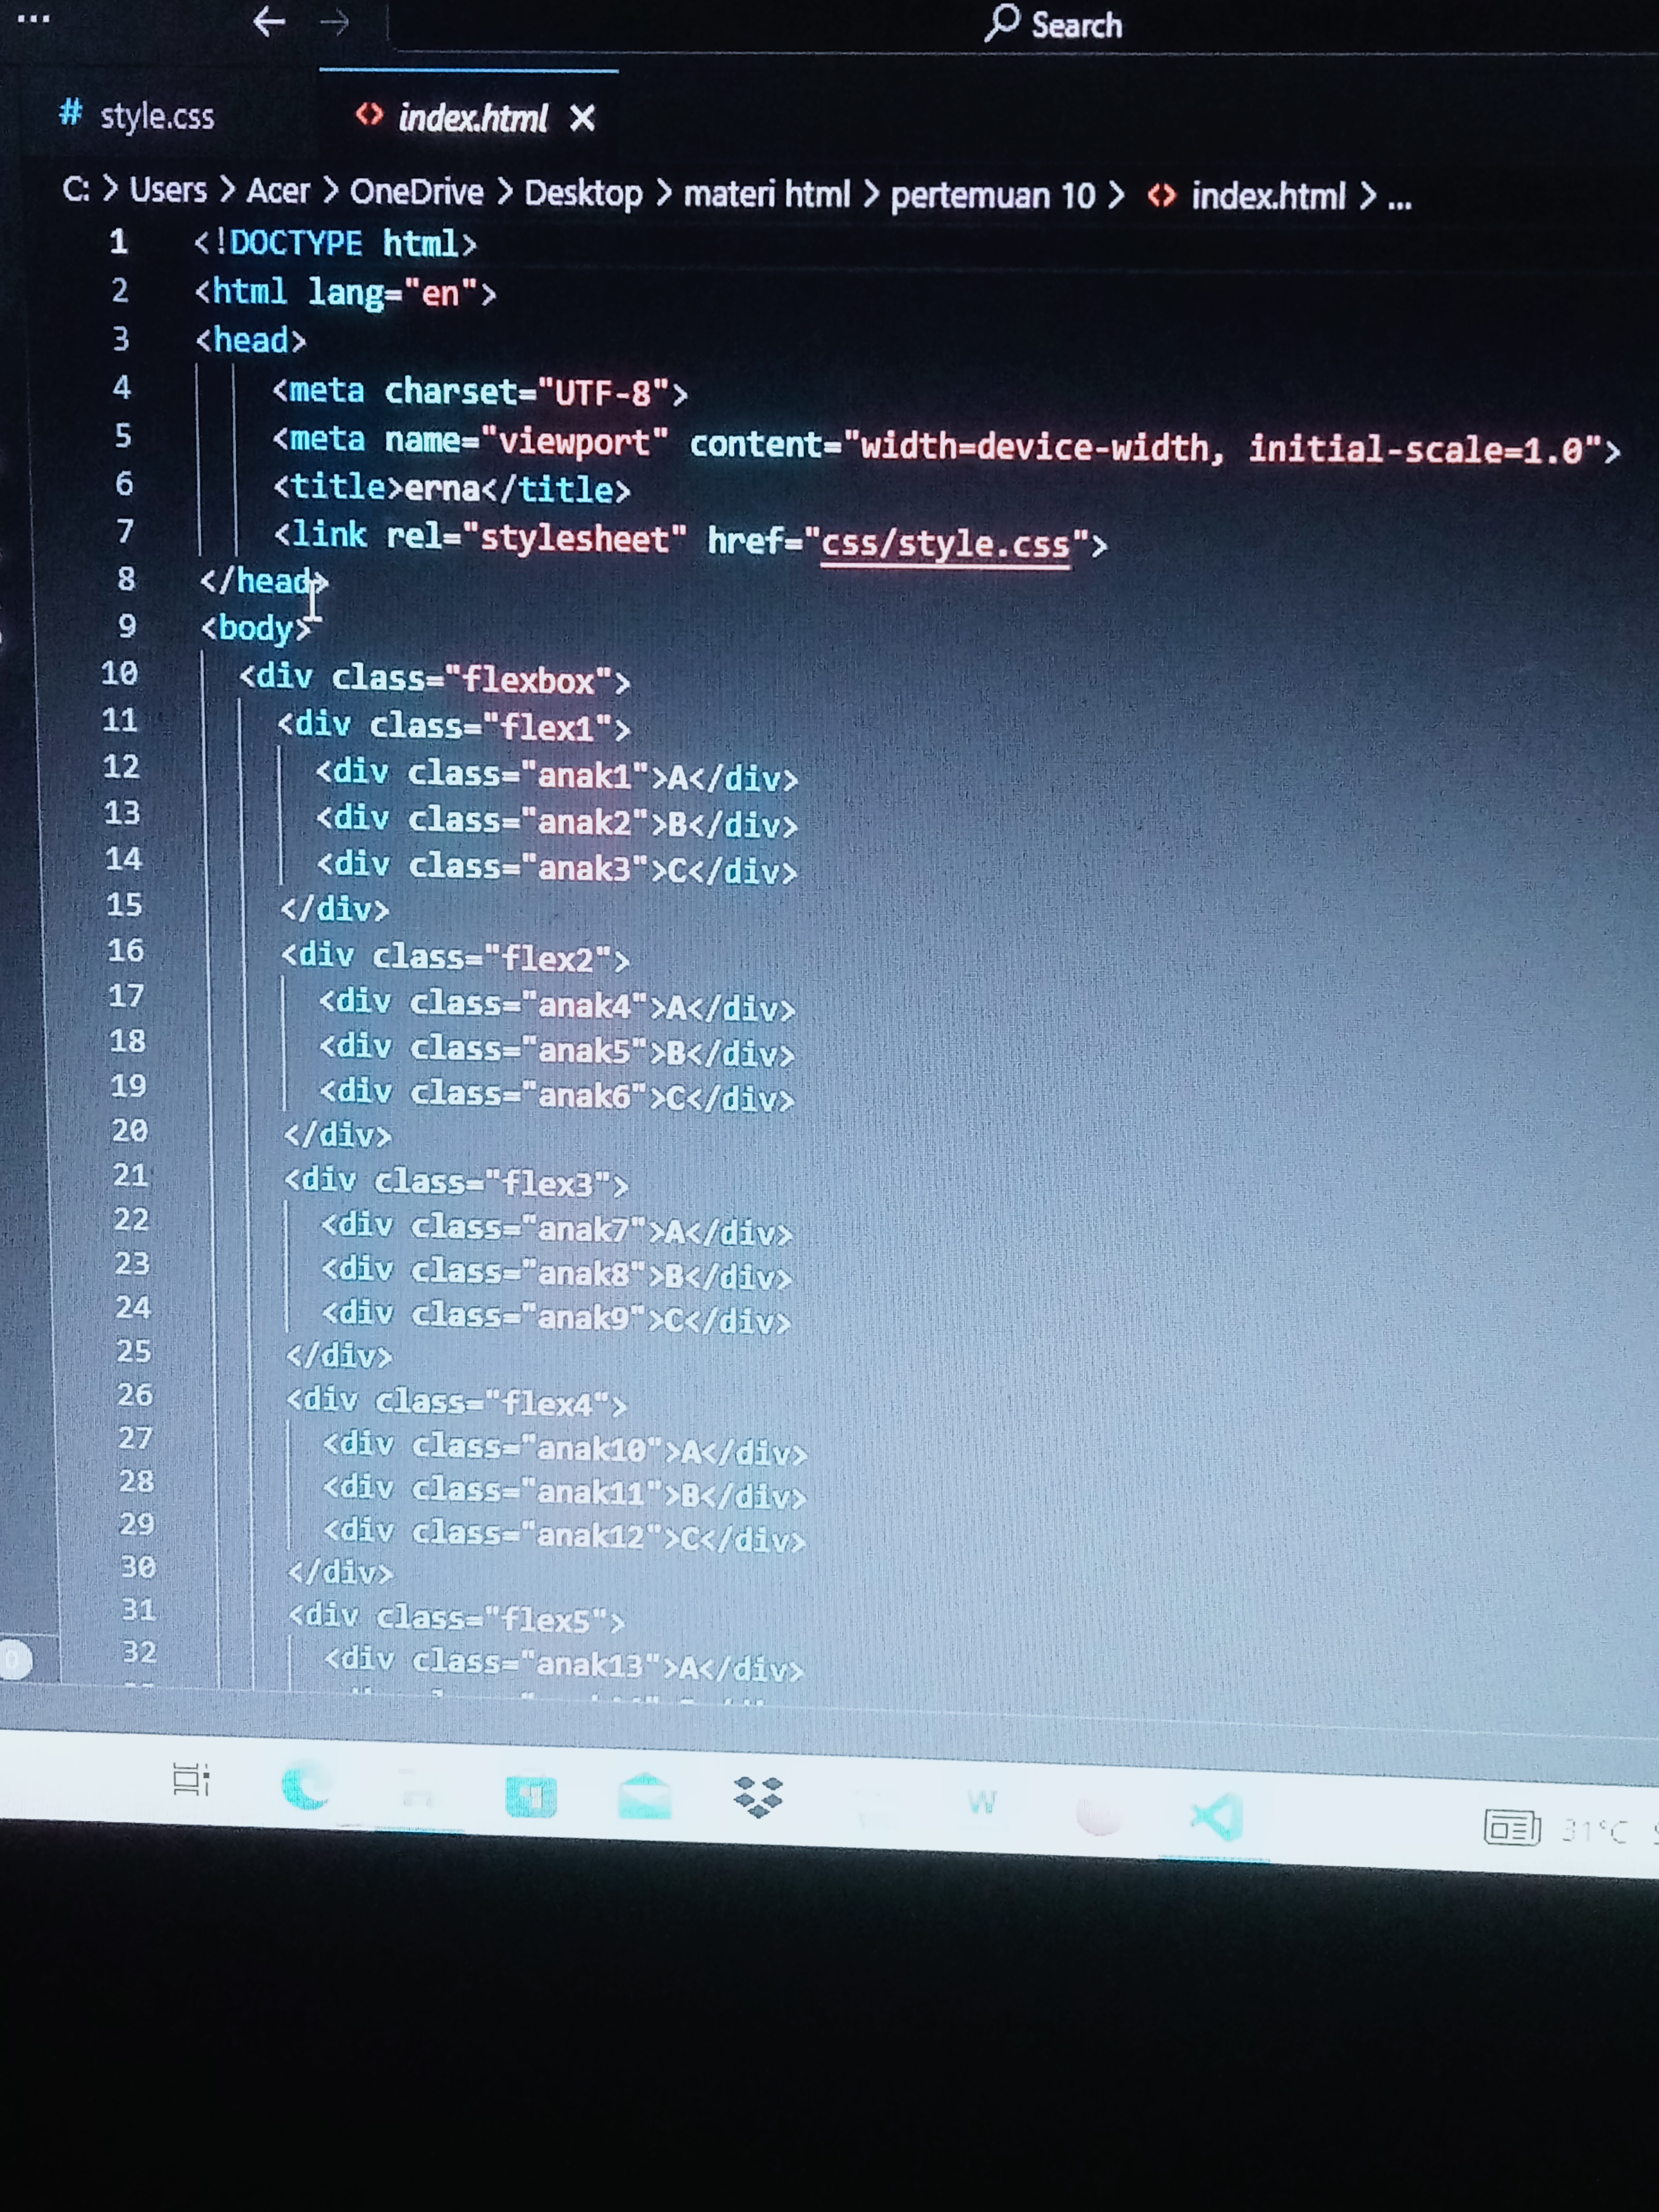 Search
# style.css
<> index.html ×
C: > Users > Acer > OneDrive > Desktop > materi html > pertemuan 10 > <> index.html > ...
1 <!DOCTYPE html>
2 <html lang="en">
3 <head>
4 <meta charset="UTF-8">
5 <meta name="viewport" content="width=device-width, initial-scale=1.0">
6 <title>erna</title>
7 <link rel="stylesheet" href="css/style.css">
8 </head>
9 <body>
10 <div class="flexbox">
11 <div class="flex1">
12 <div class="anak1">A</div>
13 <div class="anak2">B</div>
14 <div class="anak3">C</div>
15 </div>
16 <div class="flex2">
17 <div class="anak4">A</div>
18 <div class="anak5">B</div>
19 <div class="anak6">C</div>
20 </div>
21 <div class="flex3">
22 <div class="anak7">A</div>
23 <div class="anak8">B</div>
24 <div class="anak9">C</div>
25 </div>
26 <div class="flex4">
27 <div class="anak10">A</div>
28 <div class="anak11">B</div>
29 <div class="anak12">C</div>
30 </div>
31 <div class="flex5">
32 <div class="anak13">A</div>
W
31°C